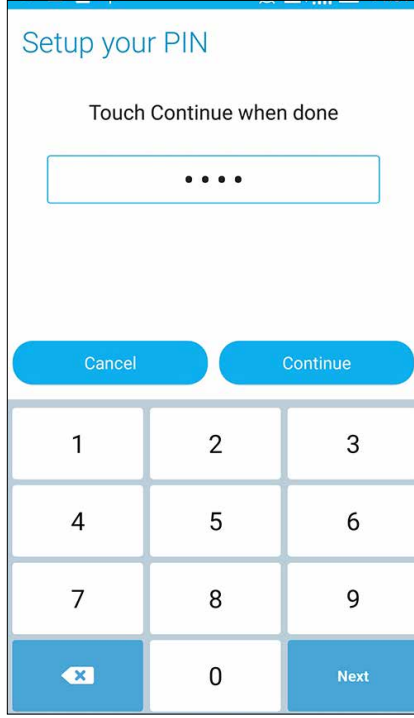 Setup your PIN
Touch Continue when done
••••
Cancel Continue
1 2 3
4 5 6
7 8 9
0 Next